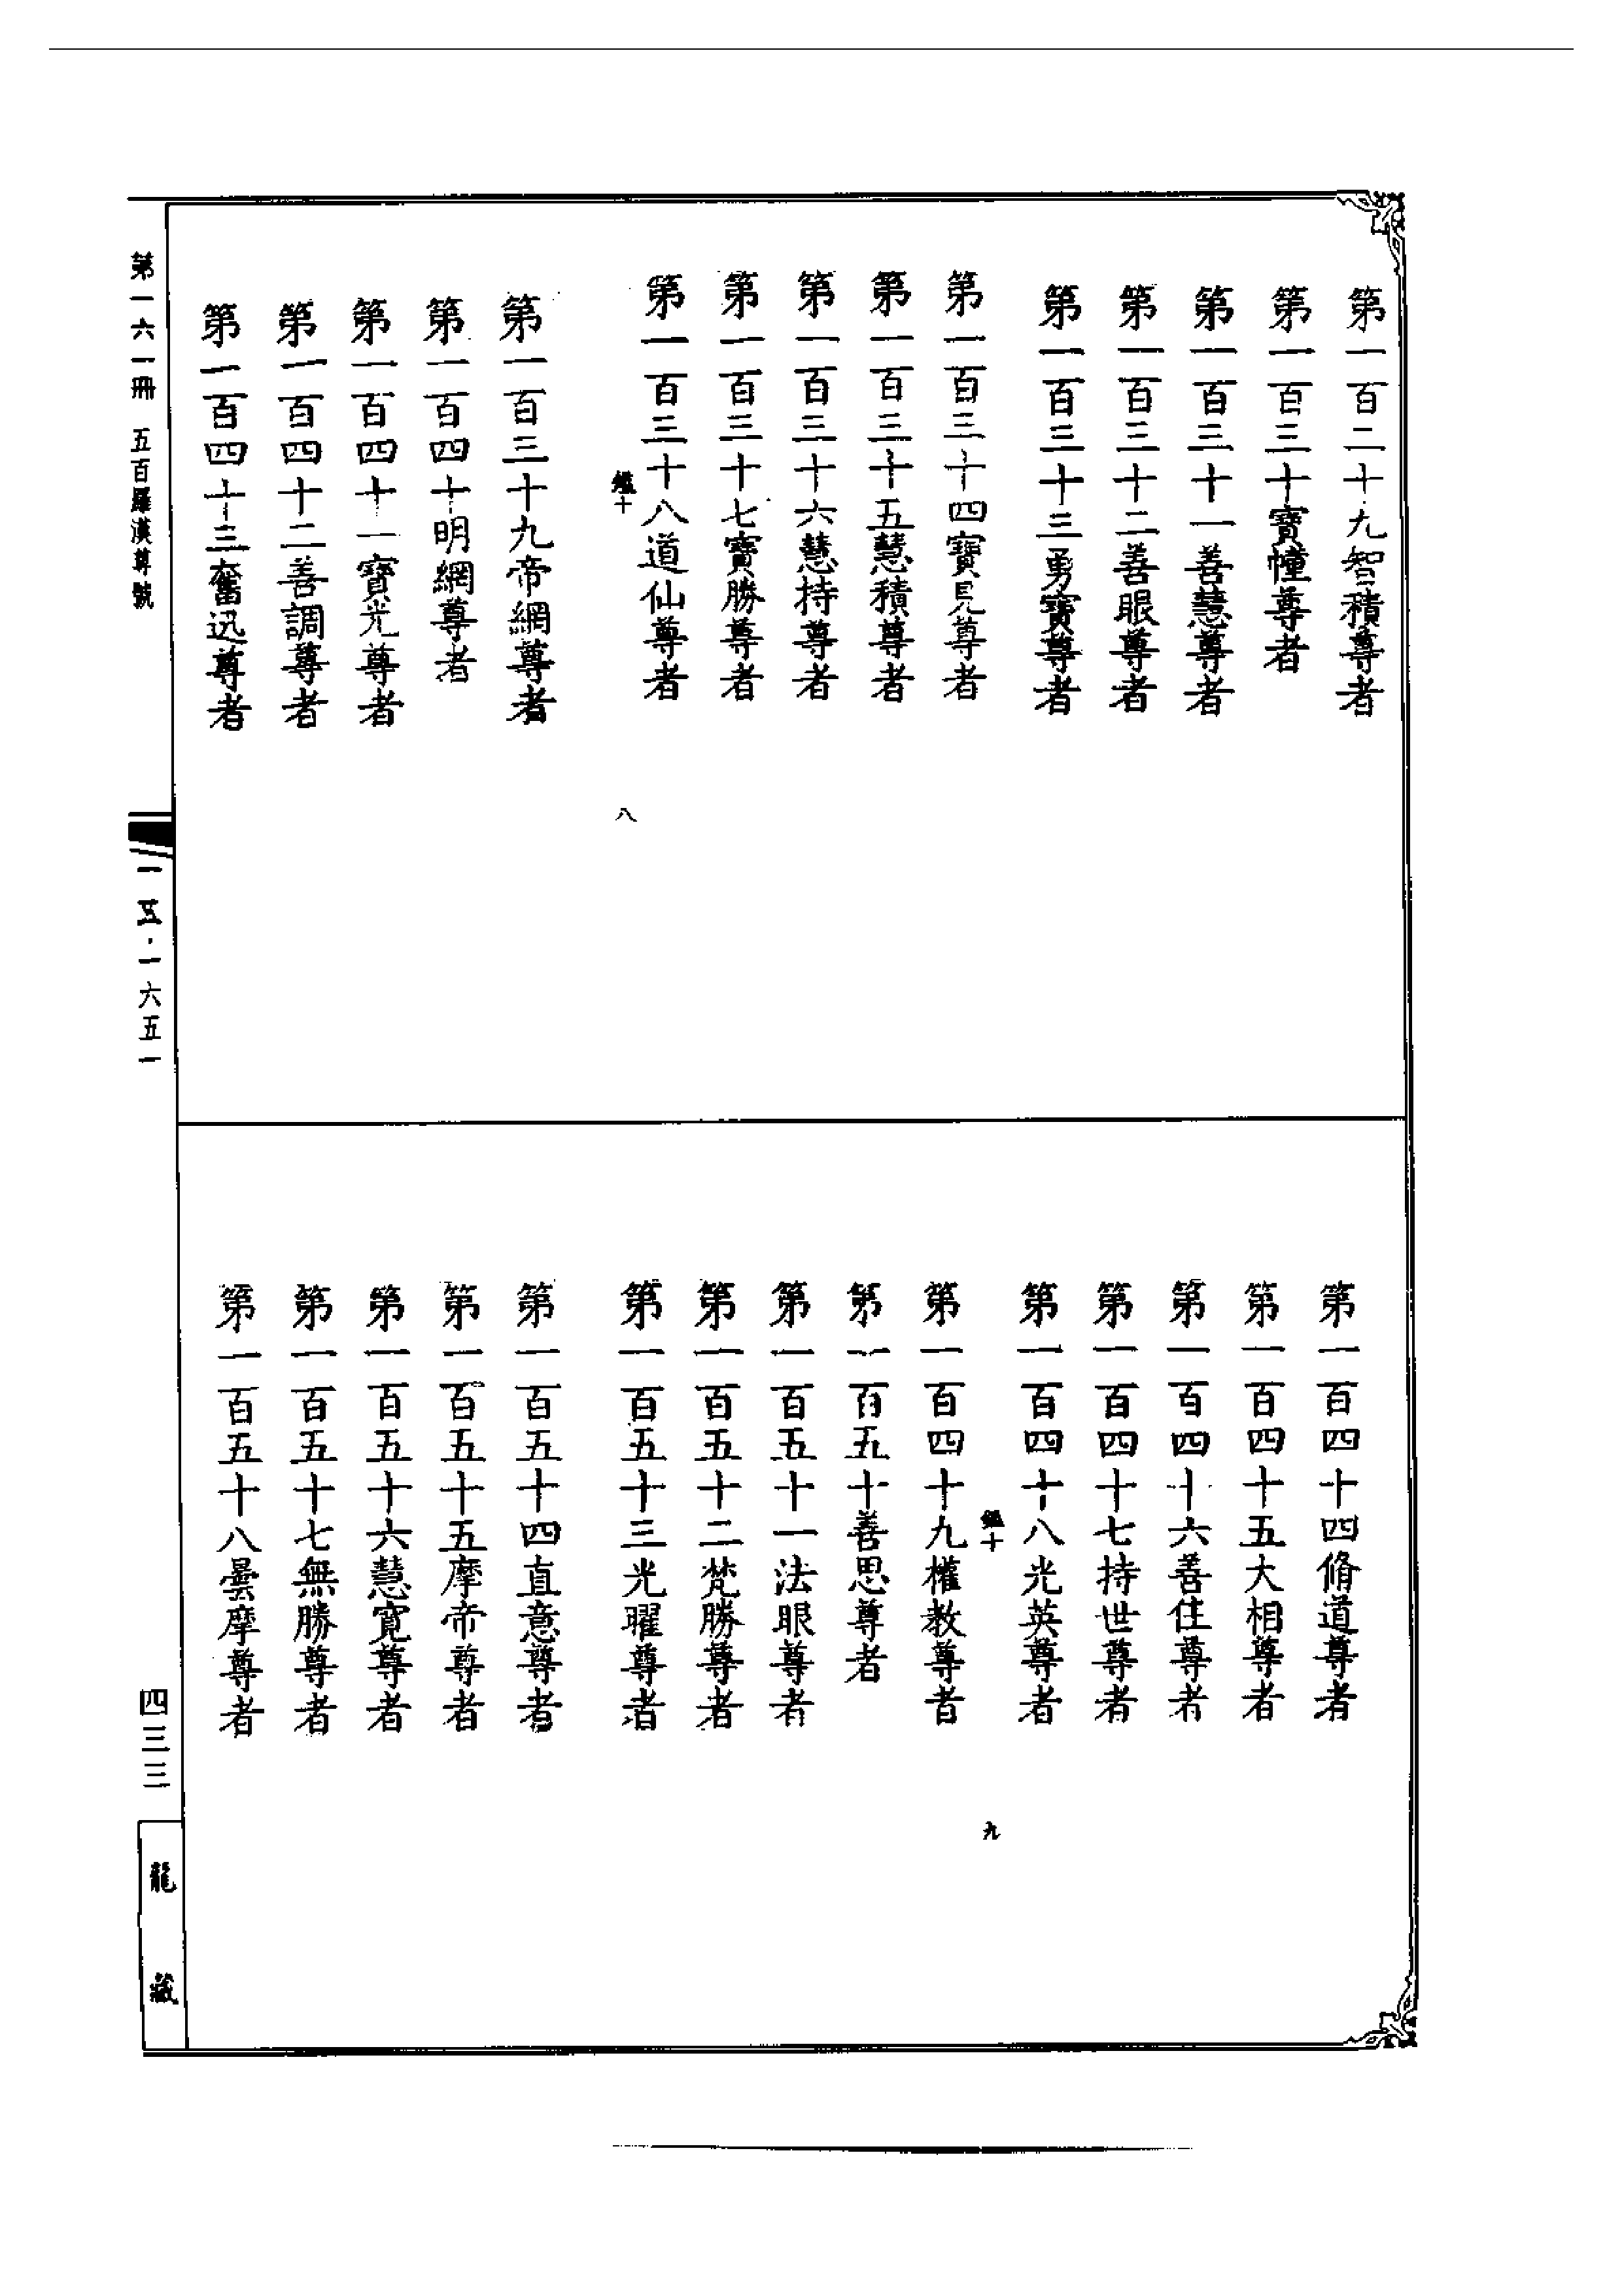 第一百二十九智積尊者
第一百三十寶幢尊者
第一百三十一善慧尊者
第一百三十二善眼尊者
第一百三十三勇寶尊者
第一百三十四寶見尊者
第一百三十五慧積尊者
第一百三十六慧持尊者
第一百三十七寶勝尊者
第一百三十八道仙尊者
鑑十
八
第一百三十九帝網尊者
第一百四十明網尊者
第一百四十一寶光尊者
第一百四十二善調尊者
第一百四十三奮迅尊者
第一百四十四脩道尊者
第一百四十五大相尊者
第一百四十六善住尊者
第一百四十七持世尊者
第一百四十八光英尊者
鑑十
九
第一百四十九權教尊者
第一百五十善思尊者
第一百五十一法眼尊者
第一百五十二梵勝尊者
第一百五十三光曜尊者
第一百五十四直意尊者
第一百五十五摩帝尊者
第一百五十六慧寬尊者
第一百五十七無勝尊者
第一百五十八曇摩尊者
第一六一冊 五百羅漢尊號
一五·一六五一
四三三
龍藏